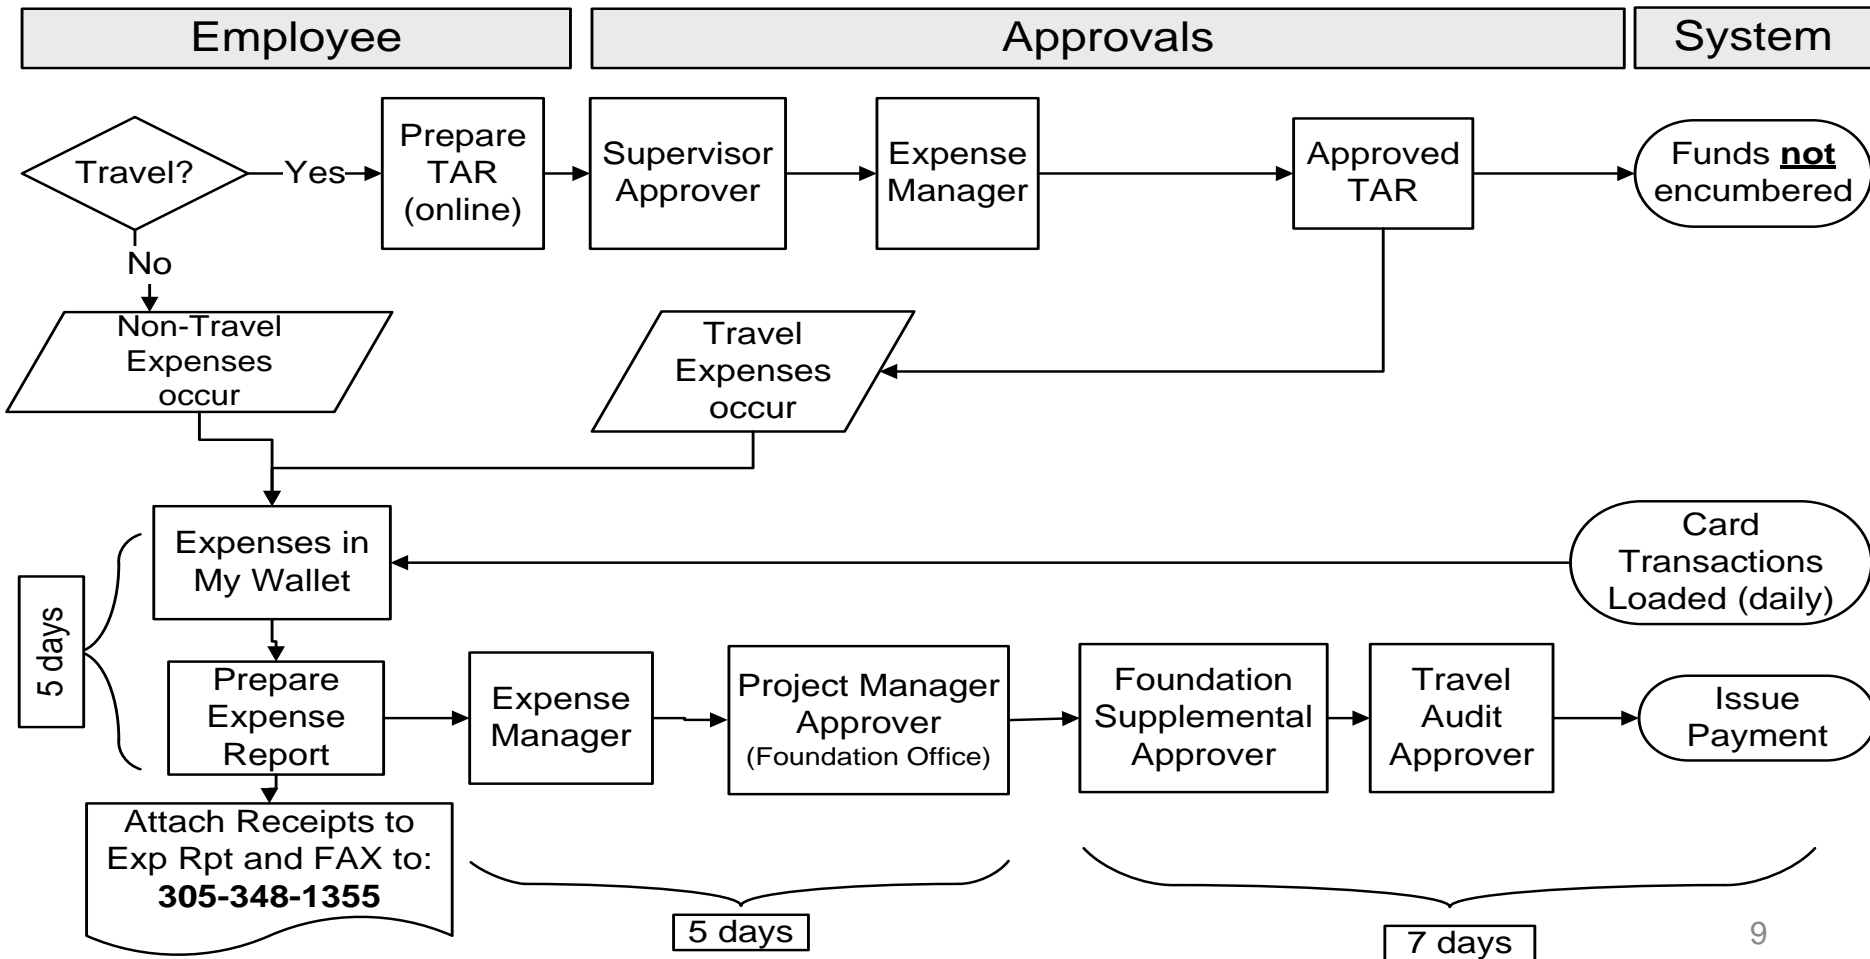 Employee
Approvals
System
Travel?
Yes
Prepare
TAR
(online)
Supervisor
Approver
Expense
Manager
Approved
TAR
Funds not
encumbered
No
Non-Travel
Expenses
occur
Travel
Expenses
occur
Expenses in
My Wallet
Card
Transactions
Loaded (daily)
5 days
Prepare
Expense
Report
Expense
Manager
Project Manager
Approver
(Foundation Office)
Foundation
Supplemental
Approver
Travel
Audit
Approver
Issue
Payment
Attach Receipts to
Exp Rpt and FAX to:
305-348-1355
5 days
7 days
9